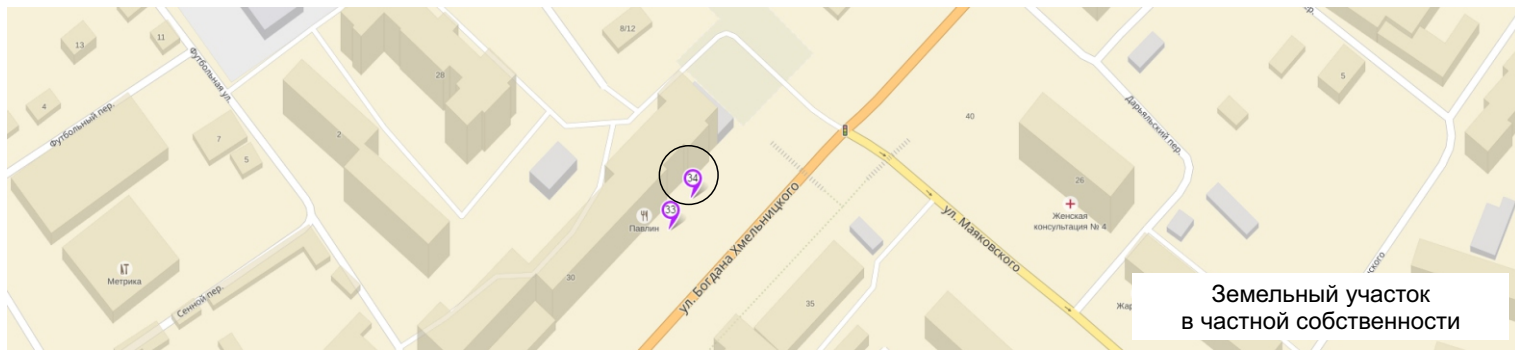 13
11
4
Футбольный пер.
Футбольная ул.
7
5
2
28
8/12
34
33
Павлин
30
ул. Богдана Хмельницкого
35
40
26
Женская
консультация № 4
ул. Маяковского
Дарьяльский пер.
5
Метрика
Сенной пер.
Земельный участок
в частной собственности